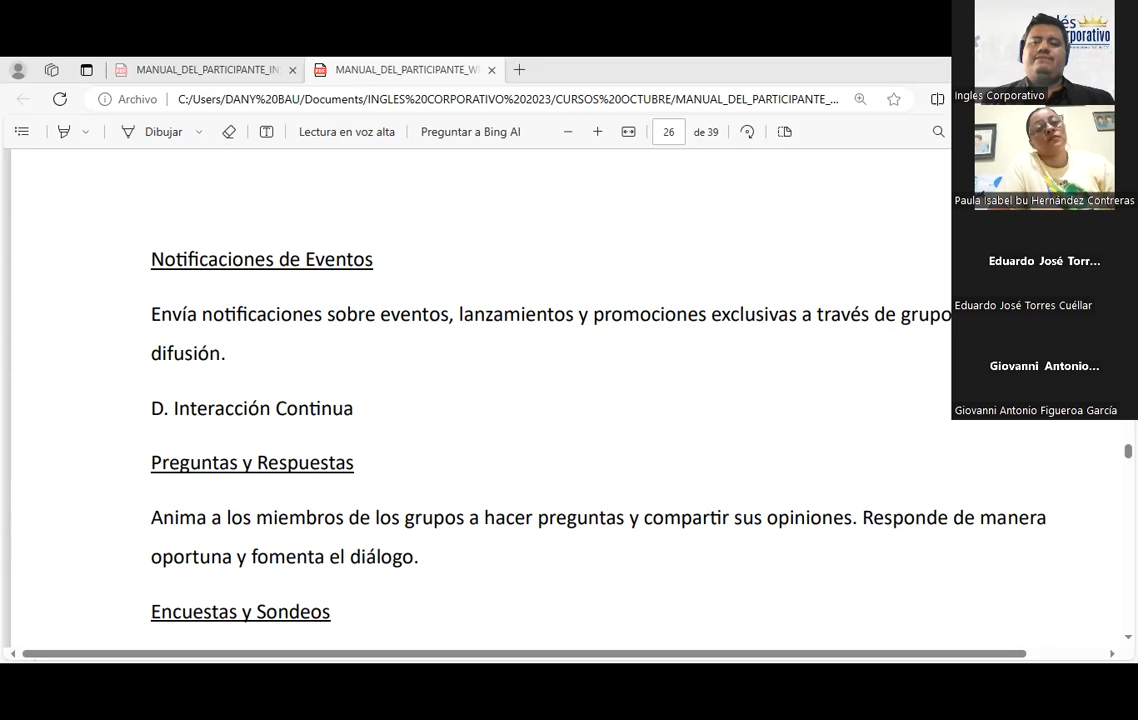 MANUAL_DEL_PARTICIPANTE_IN
MANUAL_DEL_PARTICIPANTE_W
Archivo
C:/Users/DANY%20BAU/Documents/INGLES%20CORPORATIVO%202023/CURSOS%20OCTUBRE/MANUAL_DEL_PARTICIPANTE_...
Dibujar
Lectura en voz alta
Preguntar a Bing AI
26
de 39
Notificaciones de Eventos
Envía notificaciones sobre eventos, lanzamientos y promociones exclusivas a través de grupo
difusión.
D. Interacción Continua
Preguntas y Respuestas
Anima a los miembros de los grupos a hacer preguntas y compartir sus opiniones. Responde de manera
oportuna y fomenta el diálogo.
Encuestas y Sondeos
Ingles Corporativo
Paula Isabel bu Hernández Contreras
Eduardo José Torr...
Eduardo José Torres Cuéllar
Giovanni Antonio...
Giovanni Antonio Figueroa García